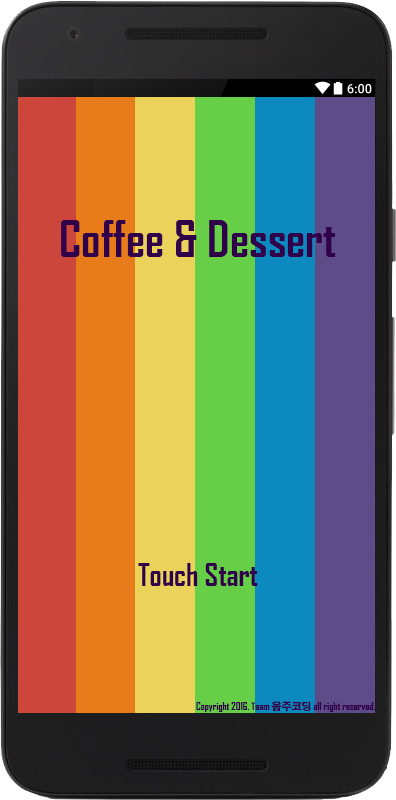 6:00
Coffee & Dessert
Touch Start
Copyright 2016. Team 음주코딩 all right reserved.